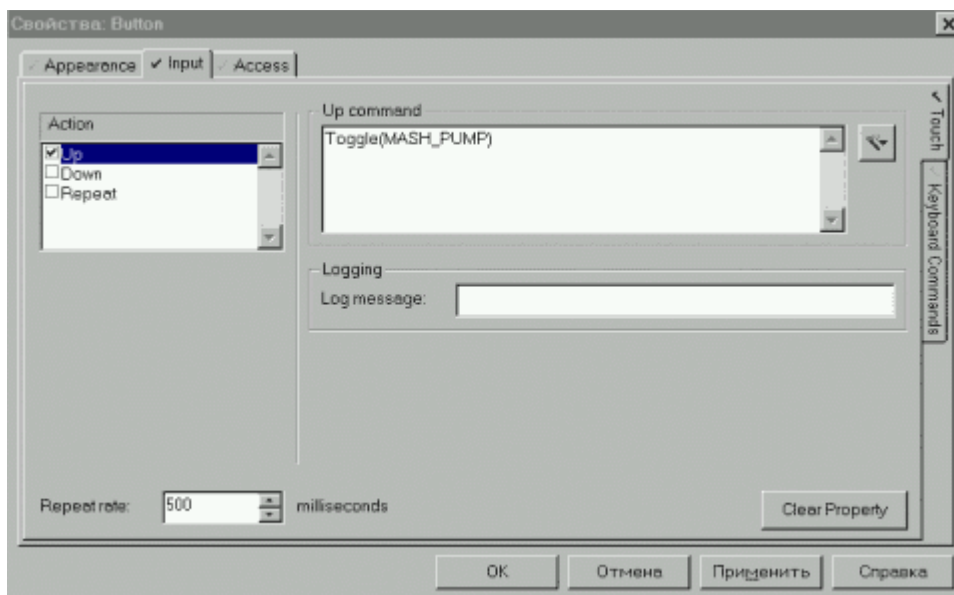 Свойства: Button
Appearance Input Access
Action
Up
Down
Repeat
Up command
Toggle(MASH_PUMP)
Logging
Log message:
Touch
Keyboard Commands
Repeat rate: 500 milliseconds
Clear Property
OK Отмена Применить Справка